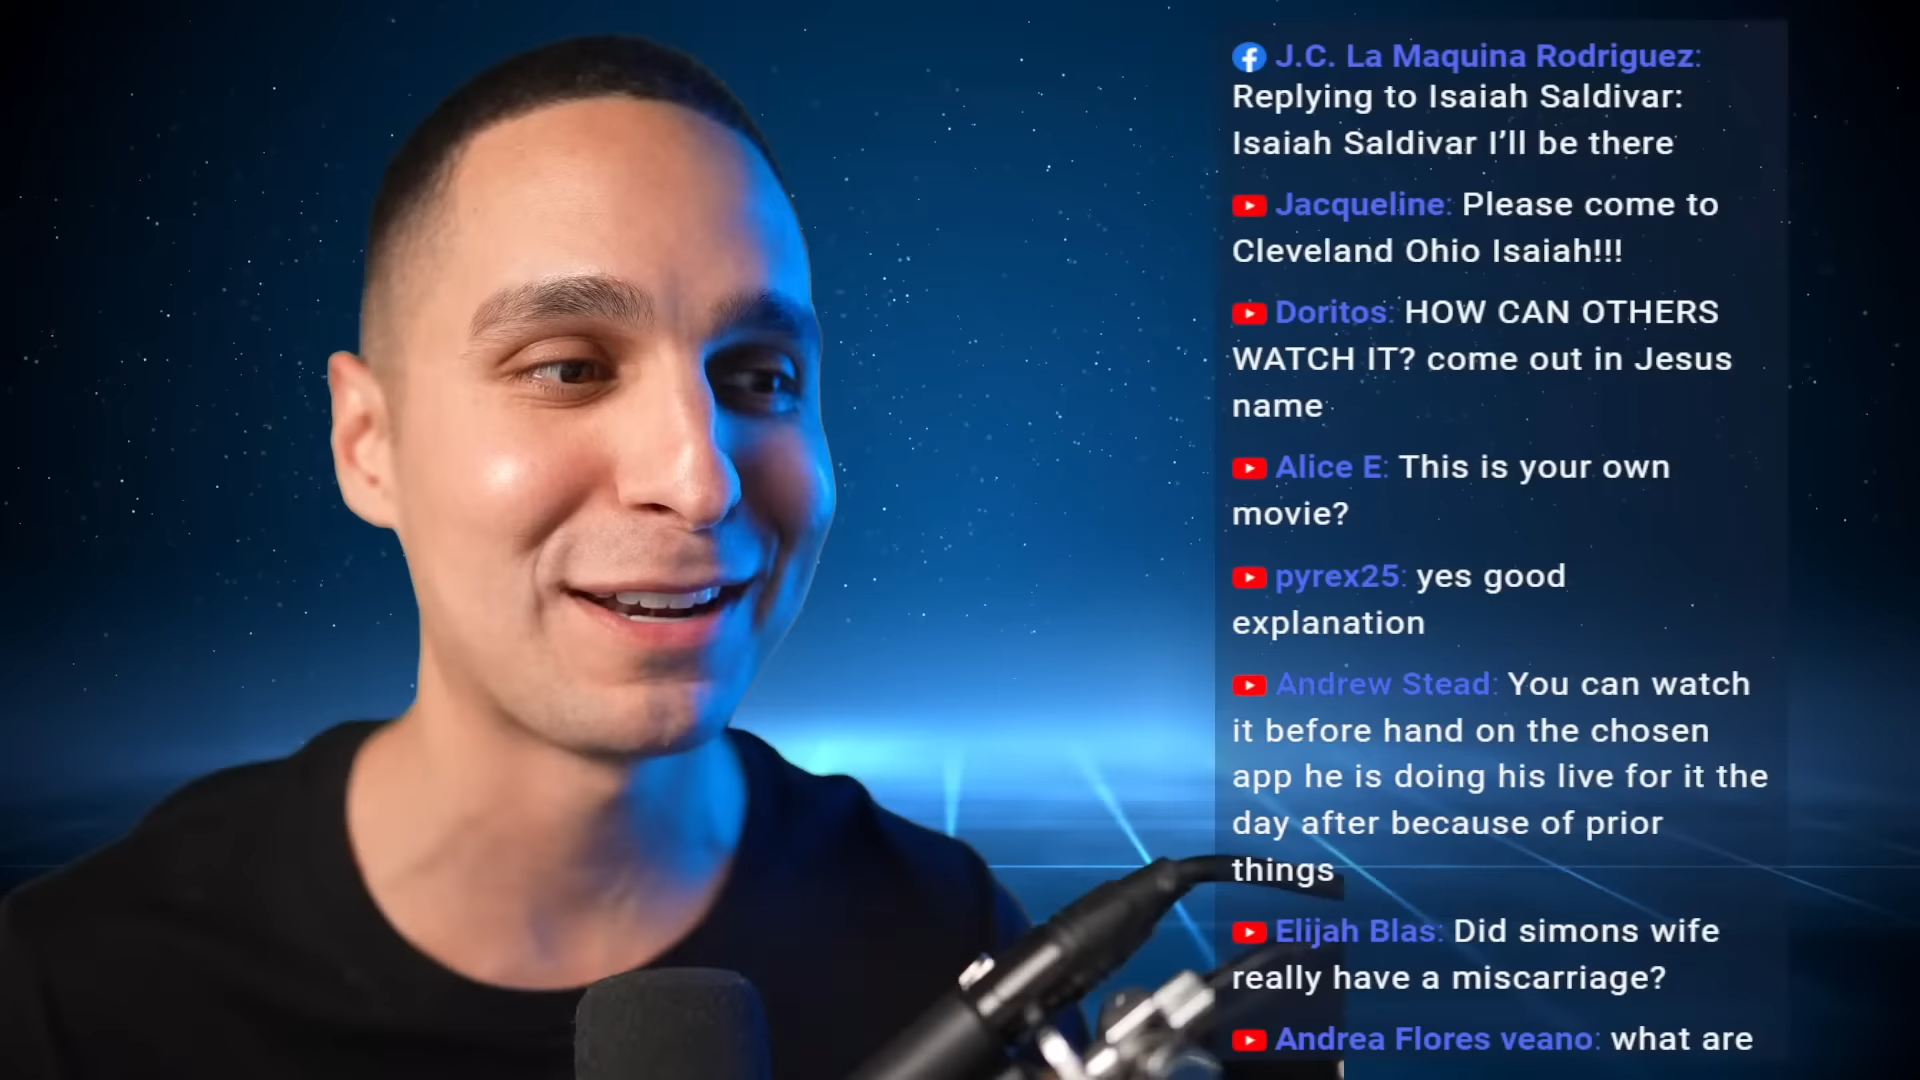 J.C. La Maquina Rodriguez:
Replying to Isaiah Saldivar:
Isaiah Saldivar I’ll be there
Jacqueline: Please come to
Cleveland Ohio Isaiah!!!
Doritos: HOW CAN OTHERS
WATCH IT? come out in Jesus
name
Alice E: This is your own
movie?
pyrex25: yes good
explanation
Andrew Stead: You can watch
it before hand on the chosen
app he is doing his live for it the
day after because of prior
things
Elijah Blas: Did simons wife
really have a miscarriage?
Andrea Flores veano: what are